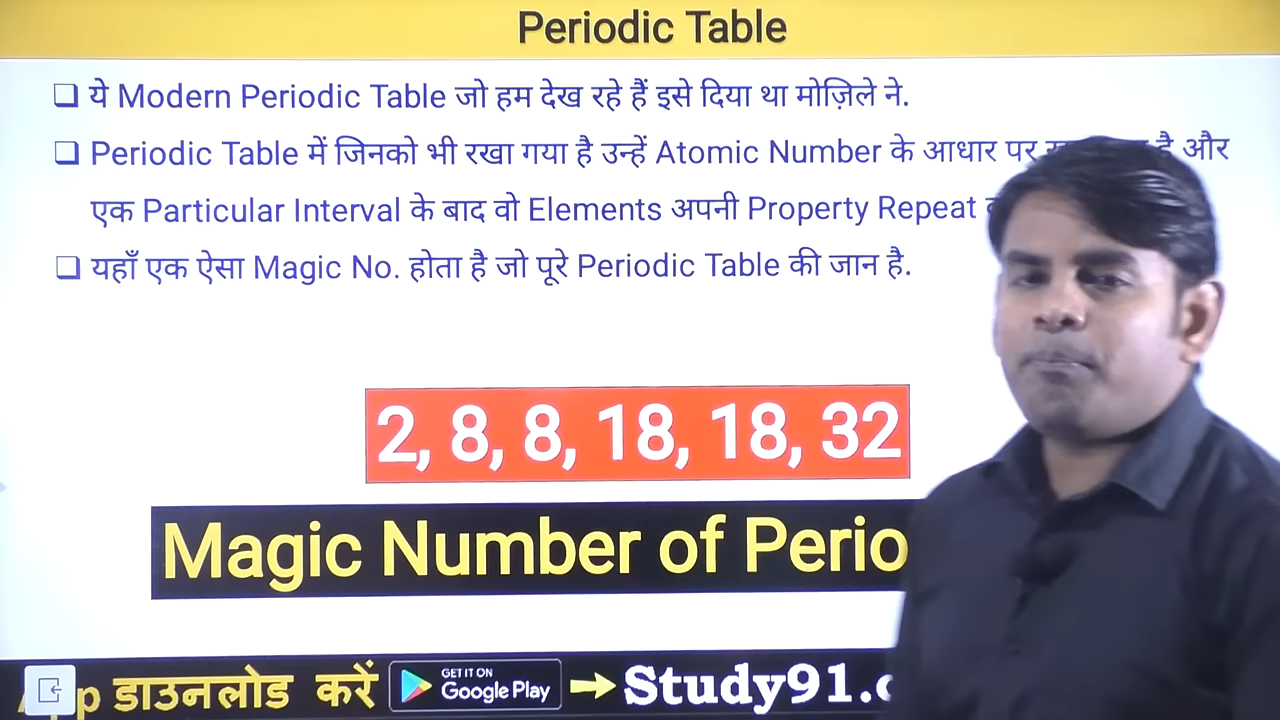 Periodic Table
❑ ये Modern Periodic Table जो हम देख रहे हैं इसे दिया था मोज़िले ने.
❑ Periodic Table में जिनको भी रखा गया है उन्हें Atomic Number के आधार पर है और
एक Particular Interval के बाद वो Elements अपनी Property Repeat
❑ यहाँ एक ऐसा Magic No. होता है जो पूरे Periodic Table की जान है.
2, 8, 8, 18, 18, 32
Magic Number of Perio
डाउनलोड करें GET IT ON Google Play → Study91.c